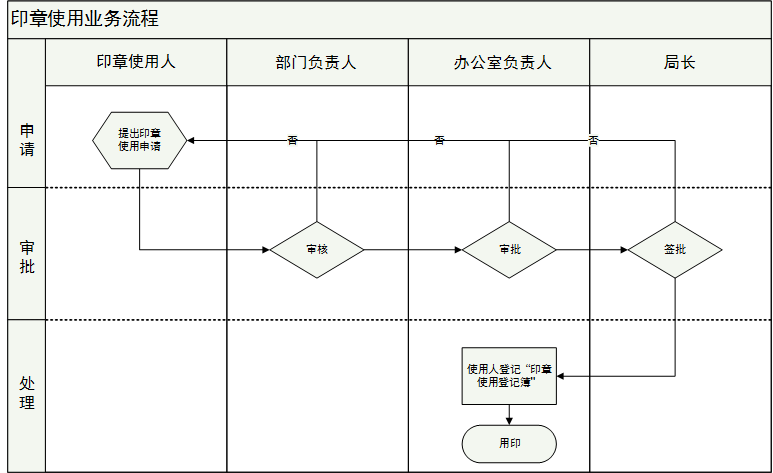 印章使用业务流程
印章使用人
部门负责人
办公室负责人
局长
申
请
提出印章
使用申请
否
否
否
审
批
审核
审批
签批
处
理
使用人登记“印章
使用登记簿"
用印